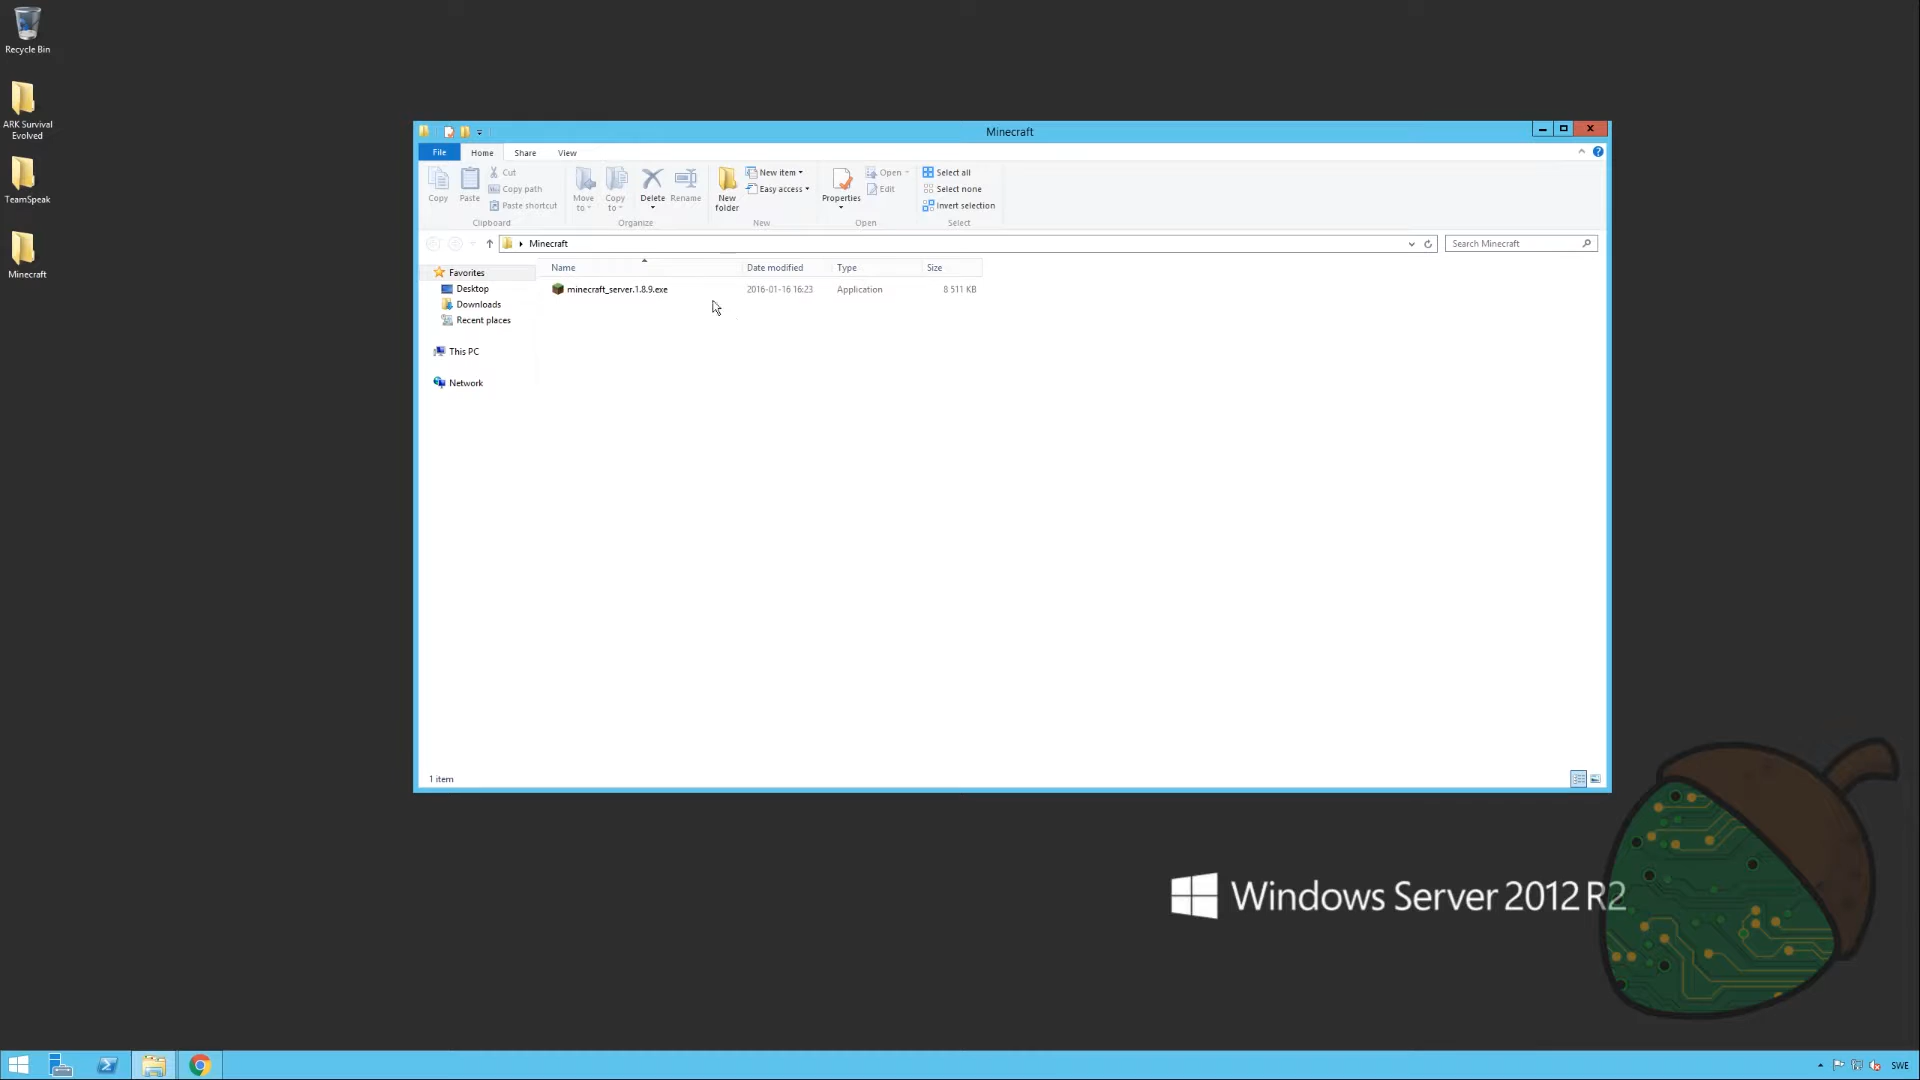 Recycle Bin
ARK Survival
Evolved
TeamSpeak
Minecraft
Minecraft
File Home Share View
Copy
Paste
Cut
Copy path
Paste shortcut
Clipboard
Move
to
Copy
to
Delete
Rename
Organize
New
folder
New item
Easy access
New
Properties
Open
Edit
Open
Select all
Select none
Invert selection
Select
Minecraft
Search Minecraft
Favorites
Desktop
Downloads
Recent places
This PC
Network
Name Date modified Type Size
minecraft_server.1.8.9.exe 2016-01-16 16:23 Application 8 511 KB
1 item
Windows Server 2012 R2
SWE